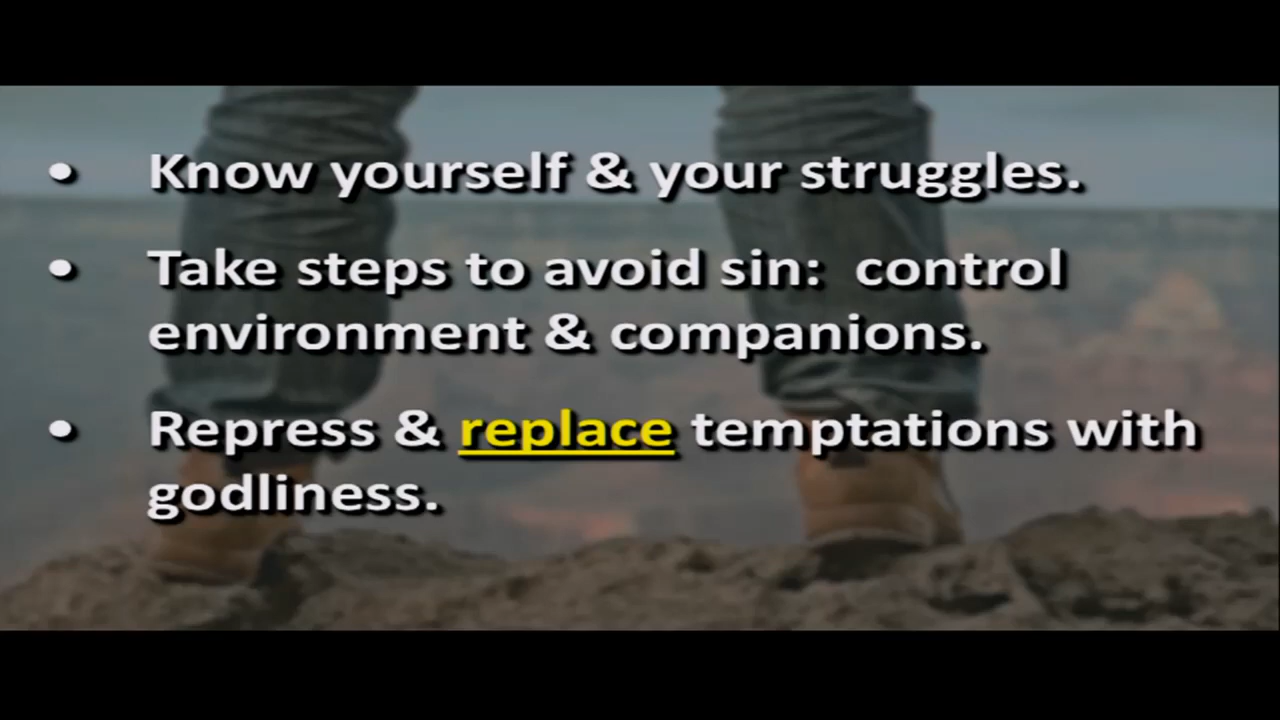 • Know yourself & your struggles.
• Take steps to avoid sin:  control
environment & companions.
• Repress & replace temptations with
godliness.